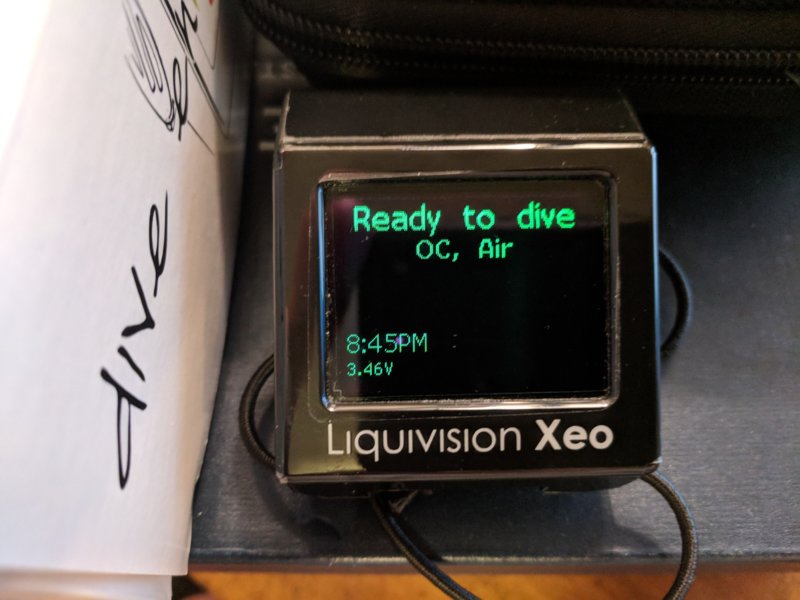 dive
Ready to dive
OC, Air
8:45PM
3.46V
Liquivision Xeo